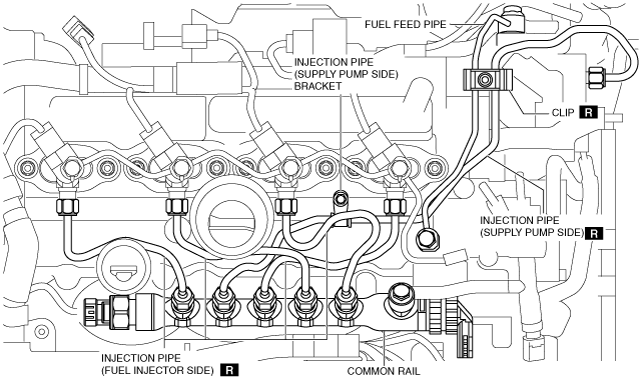 FUEL FEED PIPE
INJECTION PIPE
(SUPPLY PUMP SIDE)
BRACKET
CLIP R
INJECTION PIPE
(SUPPLY PUMP SIDE) R
INJECTION PIPE
(FUEL INJECTOR SIDE) R
COMMON RAIL